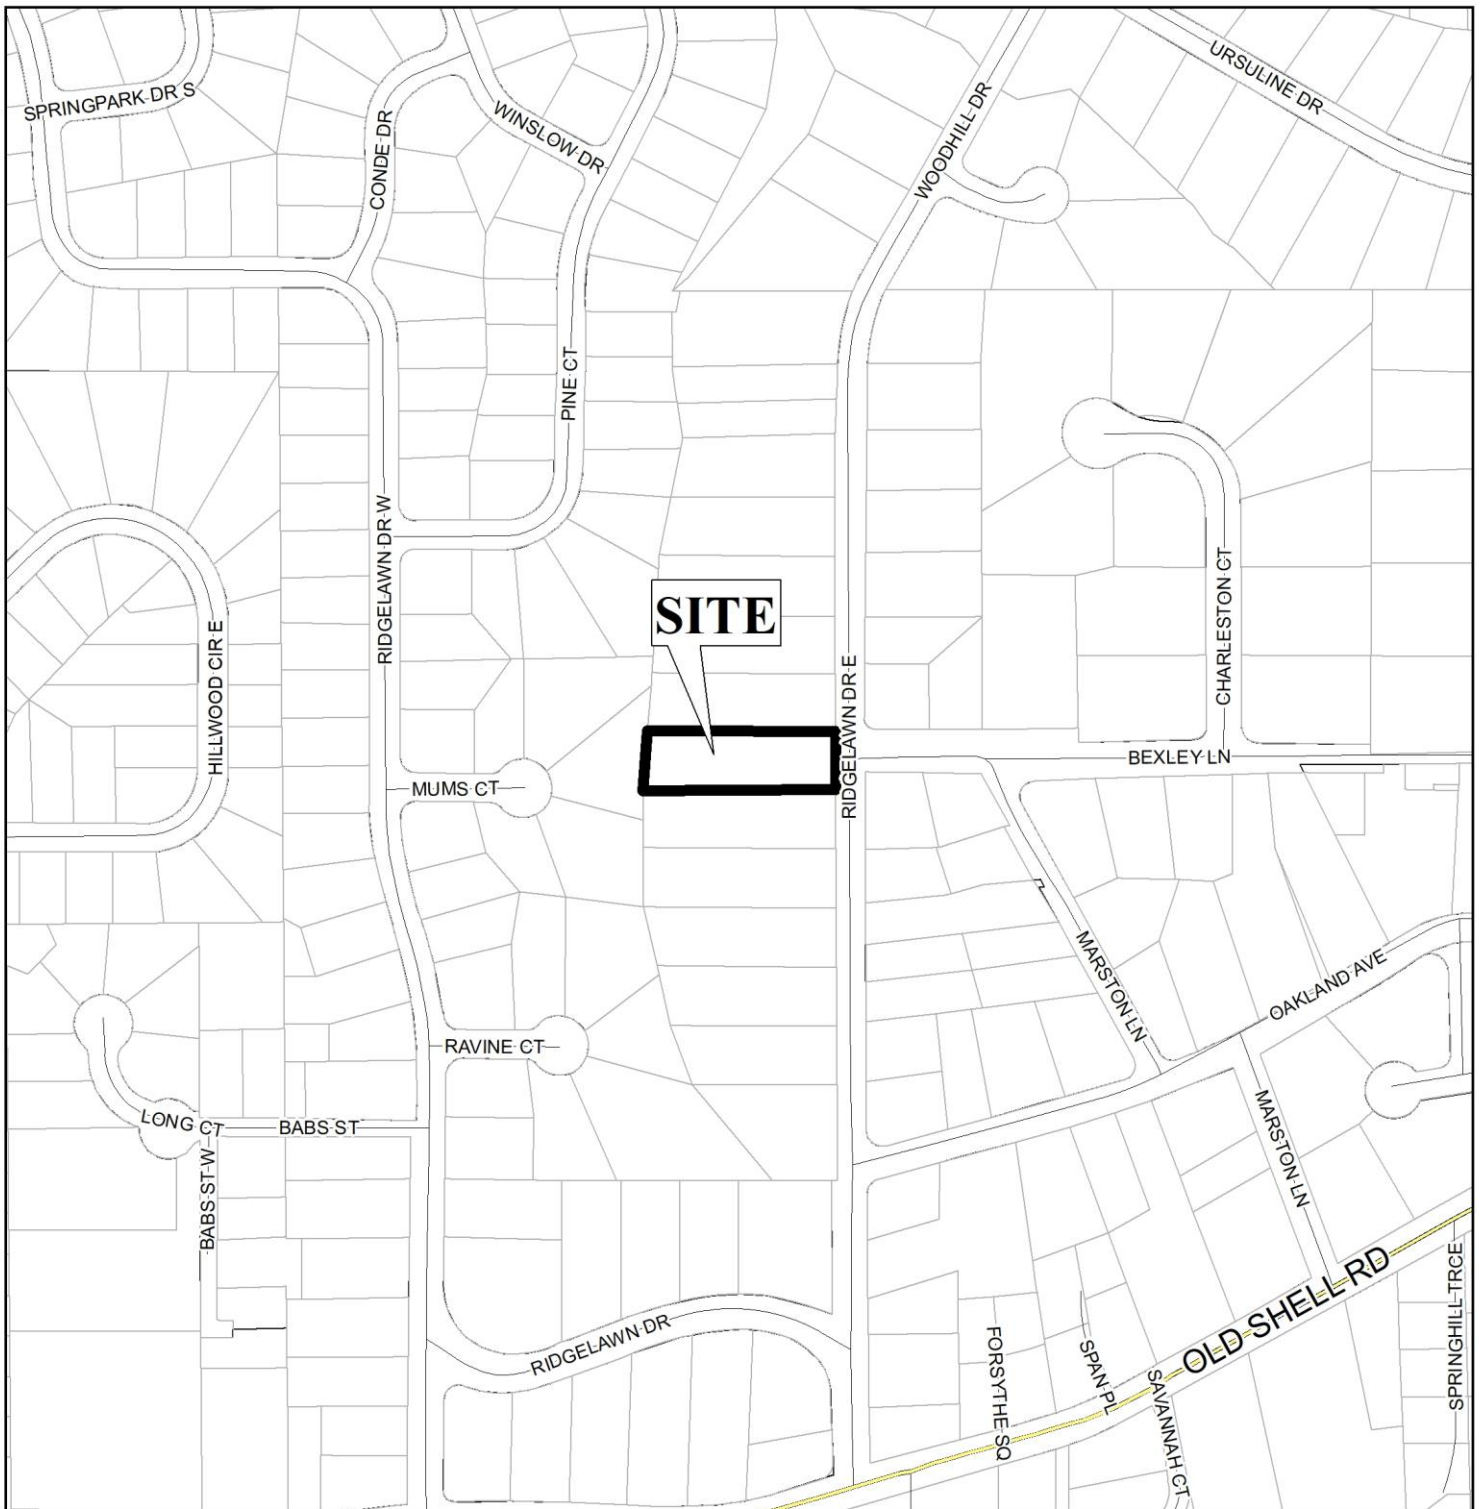 URSULINE DR
SPRINGPARK DR S
WINSLOW DR
WOODHILL DR
CONDE DR
PINE CT
RIDGELAWN DR W
SITE
CHARLESTON CT
HILLWOOD CIR E
RIDGELAWN DR E
BEXLEY LN
MUMS CT
MARSTON LN
OAKLAND AVE
RAVINE CT
LONG CT
BABS ST
MARSTON LN
BABS ST W
OLD SHELL RD
SPRINGHILL TRCE
RIDGELAWN DR
FORSYTHE SQ
SPAN PL
SAVANNAH CT